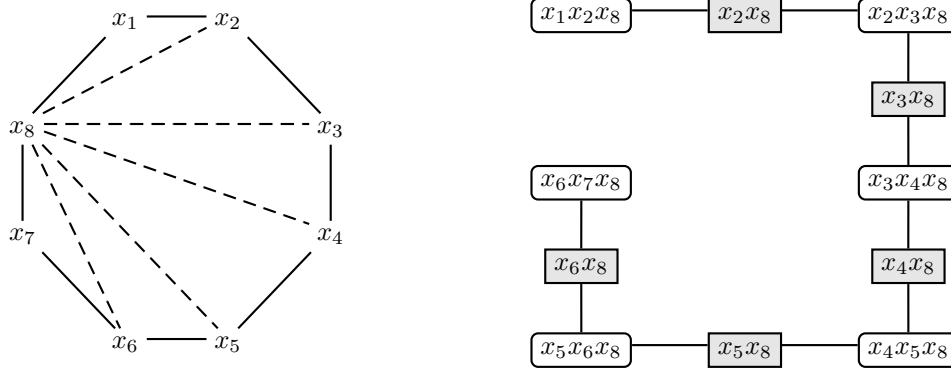 x₁ x₂
x₈ x₃
x₇ x₄
x₆ x₅
x₁x₂x₈ x₂x₈ x₂x₃x₈
x₃x₈
x₆x₇x₈ x₃x₄x₈
x₆x₈ x₄x₈
x₅x₆x₈ x₅x₈ x₄x₅x₈